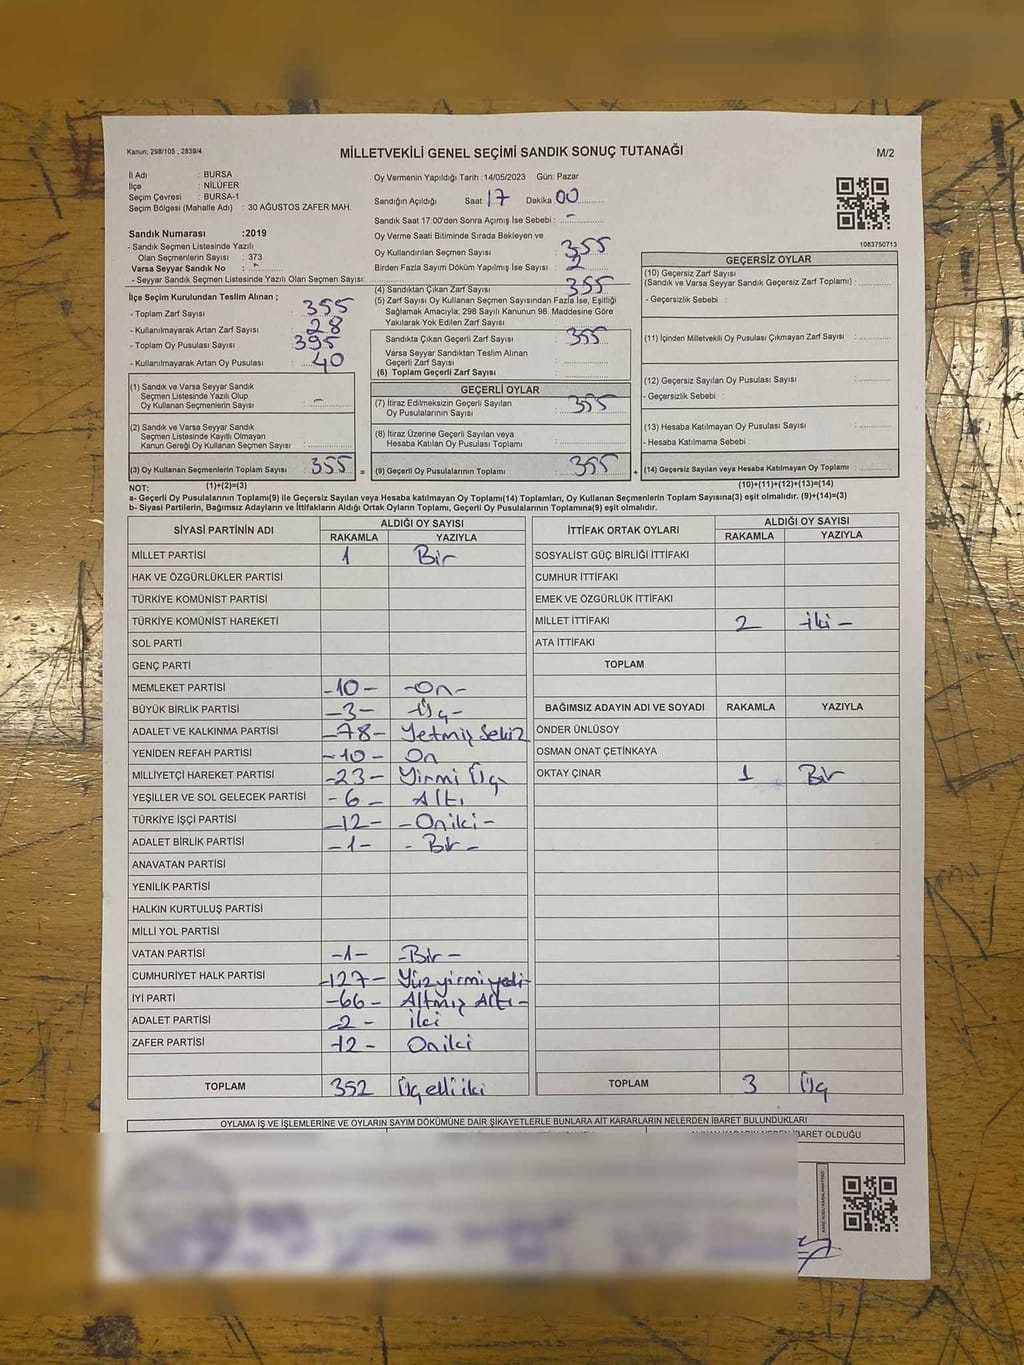 Kanun; 298/105 , 2839/4
MİLLETVEKİLİ GENEL SEÇİMİ SANDIK SONUÇ TUTANAĞI
M/2
İl Adı : BURSA
İlçe : NİLÜFER
Seçim Çevresi : BURSA-1
Seçim Bölgesi (Mahalle Adı) : 30 AĞUSTOS ZAFER MAH.
Sandık Numarası :2019
- Sandık Seçmen Listesinde Yazılı
Olan Seçmenlerin Sayısı : 373
Varsa Seyyar Sandık No : -
- Seyyar Sandık Seçmen Listesinde Yazılı Olan Seçmen Sayısı:
İlçe Seçim Kurulundan Teslim Alınan ;
- Toplam Zarf Sayısı : 355
- Kullanılmayarak Artan Zarf Sayısı : 28
- Toplam Oy Pusulası Sayısı : 395
- Kullanılmayarak Artan Oy Pusulası : 40
(1) Sandık ve Varsa Seyyar Sandık
Seçmen Listesinde Yazılı Olup
Oy Kullanan Seçmenlerin Sayısı : -
(2) Sandık ve Varsa Seyyar Sandık
Seçmen Listesinde Kayıtlı Olmayan
Kanun Gereği Oy Kullanan Seçmen Sayısı :
(3) Oy Kullanan Seçmenlerin Toplam Sayısı : 355 =
(1)+(2)=(3)
Oy Vermenin Yapıldığı Tarih :14/05/2023 Gün: Pazar
Sandığın Açıldığı Saat 17 Dakika 00
Sandık Saat 17:00'den Sonra Açılmış İse Sebebi : -
Oy Verme Saati Bitiminde Sırada Bekleyen ve
Oy Kullandırılan Seçmen Sayısı : 355
Birden Fazla Sayım Döküm Yapılmış İse Sayısı : 2
(4) Sandıktan Çıkan Zarf Sayısı : 355
(5) Zarf Sayısı Oy Kullanan Seçmen Sayısından Fazla İse, Eşitliği
Sağlamak Amacıyla; 298 Sayılı Kanunun 98. Maddesine Göre
Yakılarak Yok Edilen Zarf Sayısı :
Sandıkta Çıkan Geçerli Zarf Sayısı : 355
Varsa Seyyar Sandıktan Teslim Alınan
Geçerli Zarf Sayısı :
(6) Toplam Geçerli Zarf Sayısı :
GEÇERLİ OYLAR
(7) İtiraz Edilmeksizin Geçerli Sayılan
Oy Pusulalarının Sayısı : 355
(8) İtiraz Üzerine Geçerli Sayılan veya
Hesaba Katılan Oy Pusulası Toplamı :
(9) Geçerli Oy Pusulalarının Toplamı : 355 +
1083750713
GEÇERSİZ OYLAR
(10) Geçersiz Zarf Sayısı
(Sandık ve Varsa Seyyar Sandık Geçersiz Zarf Toplamı) :
- Geçersizlik Sebebi :
(11) İçinden Milletvekili Oy Pusulası Çıkmayan Zarf Sayısı :
(12) Geçersiz Sayılan Oy Pusulası Sayısı :
- Geçersizlik Sebebi :
(13) Hesaba Katılmayan Oy Pusulası Sayısı :
- Hesaba Katılmama Sebebi :
(14) Geçersiz Sayılan veya Hesaba Katılmayan Oy Toplamı :
(10)+(11)+(12)+(13)=(14)
NOT:
a- Geçerli Oy Pusulalarının Toplamı(9) ile Geçersiz Sayılan veya Hesaba katılmayan Oy Toplamı(14) Toplamları, Oy Kullanan Seçmenlerin Toplam Sayısına(3) eşit olmalıdır. (9)+(14)=(3)
b- Siyasi Partilerin, Bağımsız Adayların ve İttifakların Aldığı Ortak Oyların Toplamı, Geçerli Oy Pusulalarının Toplamına(9) eşit olmalıdır.
SİYASİ PARTİNİN ADI ALDIĞI OY SAYISI
RAKAMLA YAZIYLA
MİLLET PARTİSİ 1 Bir
HAK VE ÖZGÜRLÜKLER PARTİSİ
TÜRKİYE KOMÜNİST PARTİSİ
TÜRKİYE KOMÜNİST HAREKETİ
SOL PARTİ
GENÇ PARTİ
MEMLEKET PARTİSİ -10- -On-
BÜYÜK BİRLİK PARTİSİ -3- -Üç-
ADALET VE KALKINMA PARTİSİ -78- Yetmiş Sekiz
YENİDEN REFAH PARTİSİ -10- On
MİLLİYETÇİ HAREKET PARTİSİ -23- Yirmi Üç
YEŞİLLER VE SOL GELECEK PARTİSİ -6- Altı
TÜRKİYE İŞÇİ PARTİSİ -12- -Oniki-
ADALET BİRLİK PARTİSİ -1- -Bir-
ANAVATAN PARTİSİ
YENİLİK PARTİSİ
HALKIN KURTULUŞ PARTİSİ
MİLLİ YOL PARTİSİ
VATAN PARTİSİ -1- -Bir-
CUMHURİYET HALK PARTİSİ -127- Yüzyirmiyedi-
İYİ PARTİ -66- Altmış Altı-
ADALET PARTİSİ -2- iki
ZAFER PARTİSİ -12- Oniki
TOPLAM 352 Üçelliiki
İTTİFAK ORTAK OYLARI ALDIĞI OY SAYISI
RAKAMLA YAZIYLA
SOSYALİST GÜÇ BİRLİĞİ İTTİFAKI
CUMHUR İTTİFAKI
EMEK VE ÖZGÜRLÜK İTTİFAKI
MİLLET İTTİFAKI 2 -iki-
ATA İTTİFAKI
TOPLAM
BAĞIMSIZ ADAYIN ADI VE SOYADI RAKAMLA YAZIYLA
ÖNDER ÜNLÜSOY
OSMAN ONAT ÇETİNKAYA
OKTAY ÇINAR 1 Bir
TOPLAM 3 Üç
OYLAMA İŞ VE İŞLEMLERİNE VE OYLARIN SAYIM DÖKÜMÜNE DAİR ŞİKAYETLERLE BUNLARA AİT KARARLARIN NELERDEN İBARET BULUNDUKLARI
İBARET OLDUĞU